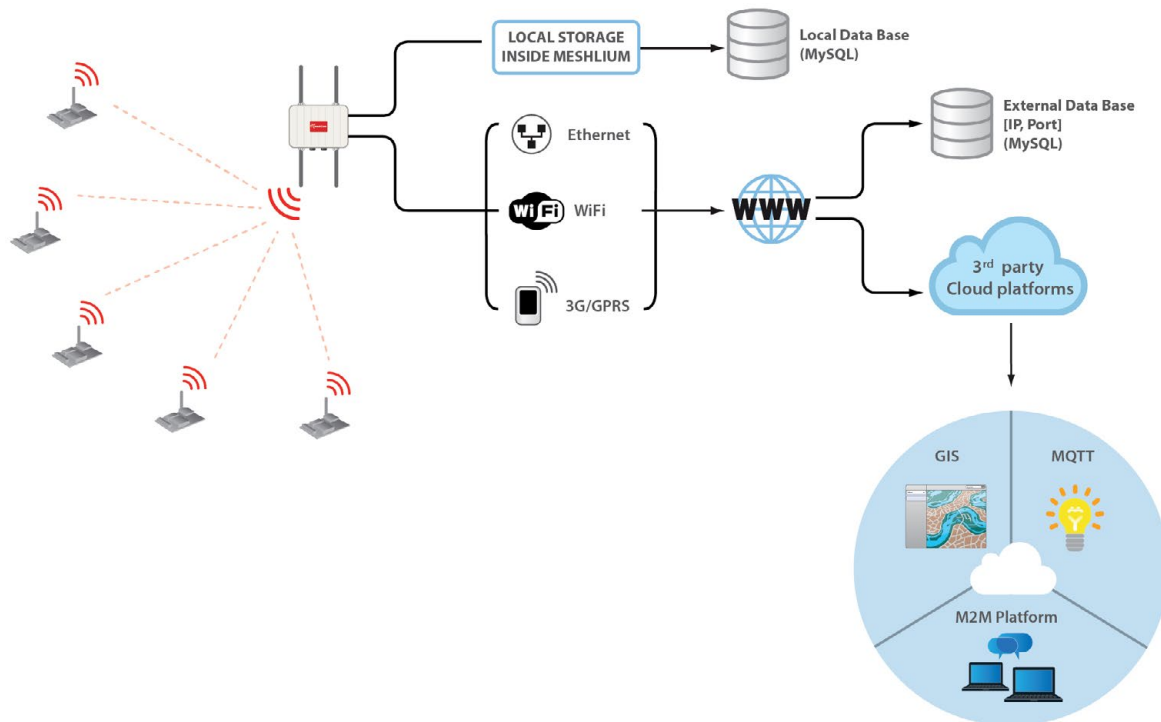 LOCAL STORAGE
INSIDE MESHLIUM
Local Data Base
(MySQL)
External Data Base
[IP, Port]
(MySQL)
Ethernet
WiFi
WiFi
3G/GPRS
WWW
3rd party
Cloud platforms
GIS
MQTT
M2M Platform